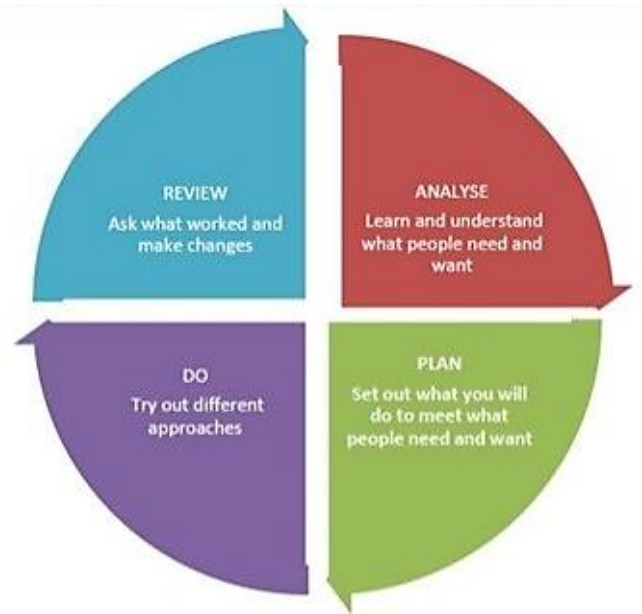 REVIEW
Ask what worked and
make changes
ANALYSE
Learn and understand
what people need and
want
DO
Try out different
approaches
PLAN
Set out what you will
do to meet what
people need and want